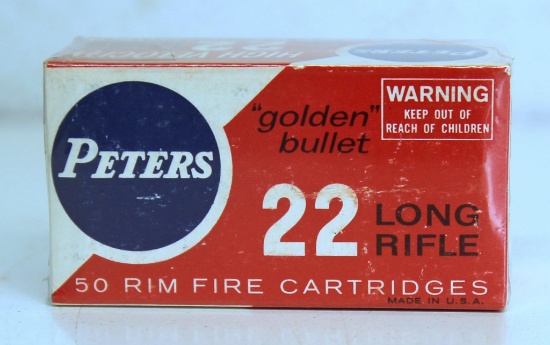 PETERS
"golden"
bullet
WARNING
KEEP OUT OF
REACH OF CHILDREN
22 LONG
RIFLE
50 RIM FIRE CARTRIDGES
MADE IN U.S.A.